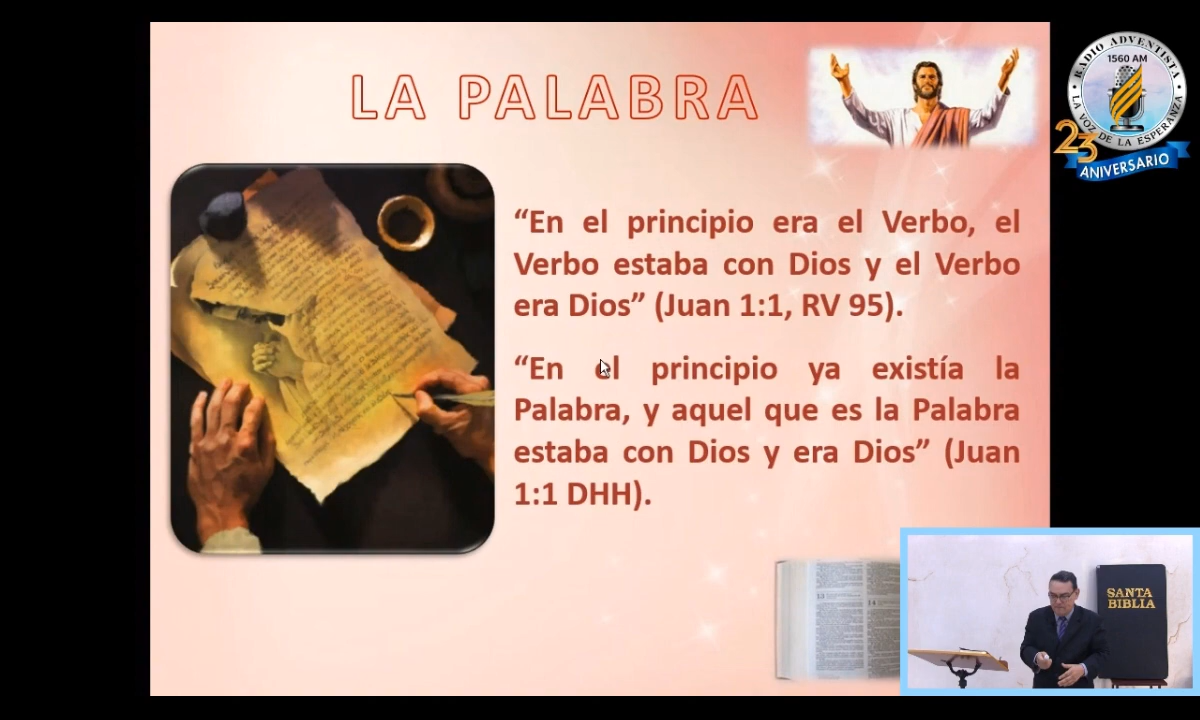 LA PALABRA
RADIO ADVENTISTA
1560 AM
LA VOZ DE LA ESPERANZA
23
ANIVERSARIO
“En el principio era el Verbo, el
Verbo estaba con Dios y el Verbo
era Dios” (Juan 1:1, RV 95).
“En el principio ya existía la
Palabra, y aquel que es la Palabra
estaba con Dios y era Dios” (Juan
1:1 DHH).
SANTA
BIBLIA